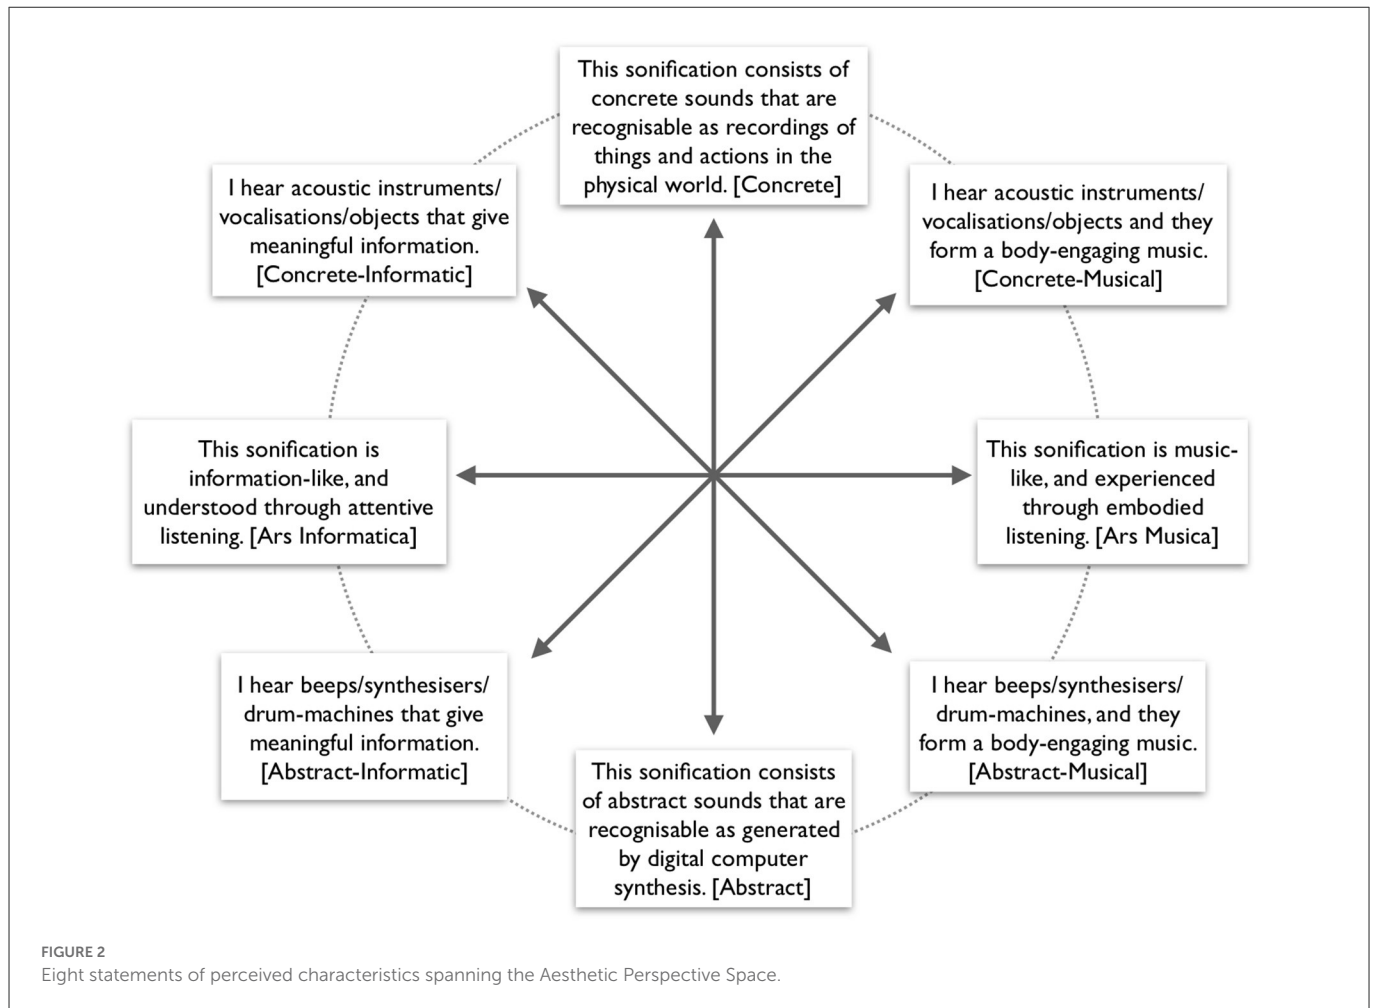 This sonification consists of
concrete sounds that are
recognisable as recordings of
things and actions in the
physical world. [Concrete]
I hear acoustic instruments/
vocalisations/objects that give
meaningful information.
[Concrete-Informatic]
I hear acoustic instruments/
vocalisations/objects and they
form a body-engaging music.
[Concrete-Musical]
This sonification is
information-like, and
understood through attentive
listening. [Ars Informatica]
This sonification is music-
like, and experienced
through embodied
listening. [Ars Musica]
I hear beeps/synthesisers/
drum-machines that give
meaningful information.
[Abstract-Informatic]
I hear beeps/synthesisers/
drum-machines, and they
form a body-engaging music.
[Abstract-Musical]
This sonification consists
of abstract sounds that are
recognisable as generated
by digital computer
synthesis. [Abstract]
FIGURE 2
Eight statements of perceived characteristics spanning the Aesthetic Perspective Space.